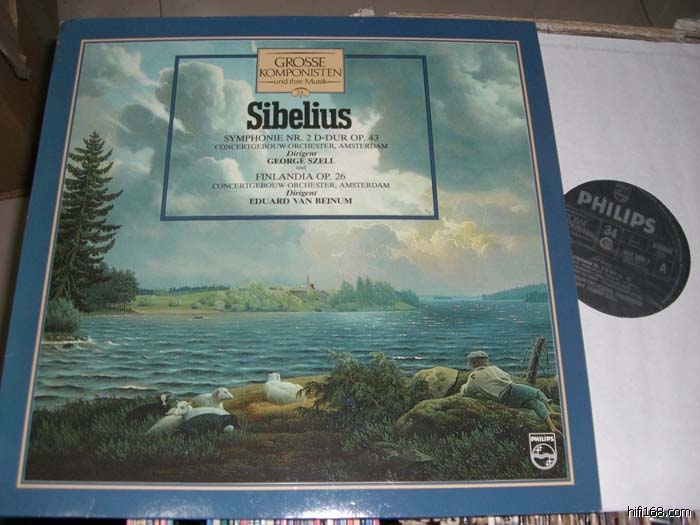 GROSSE
KOMPONISTEN
und ihre Musik
Sibelius
SYMPHONIE NR. 2 D-DUR OP. 43
CONCERTGEBOUW-ORCHESTER, AMSTERDAM
Dirigent
GEORGE SZELL
und
FINLANDIA OP. 26
CONCERTGEBOUW-ORCHESTER, AMSTERDAM
Dirigent
EDUARD VAN BEINUM
PHILIPS
34
A
PHILIPS
hifi168.com